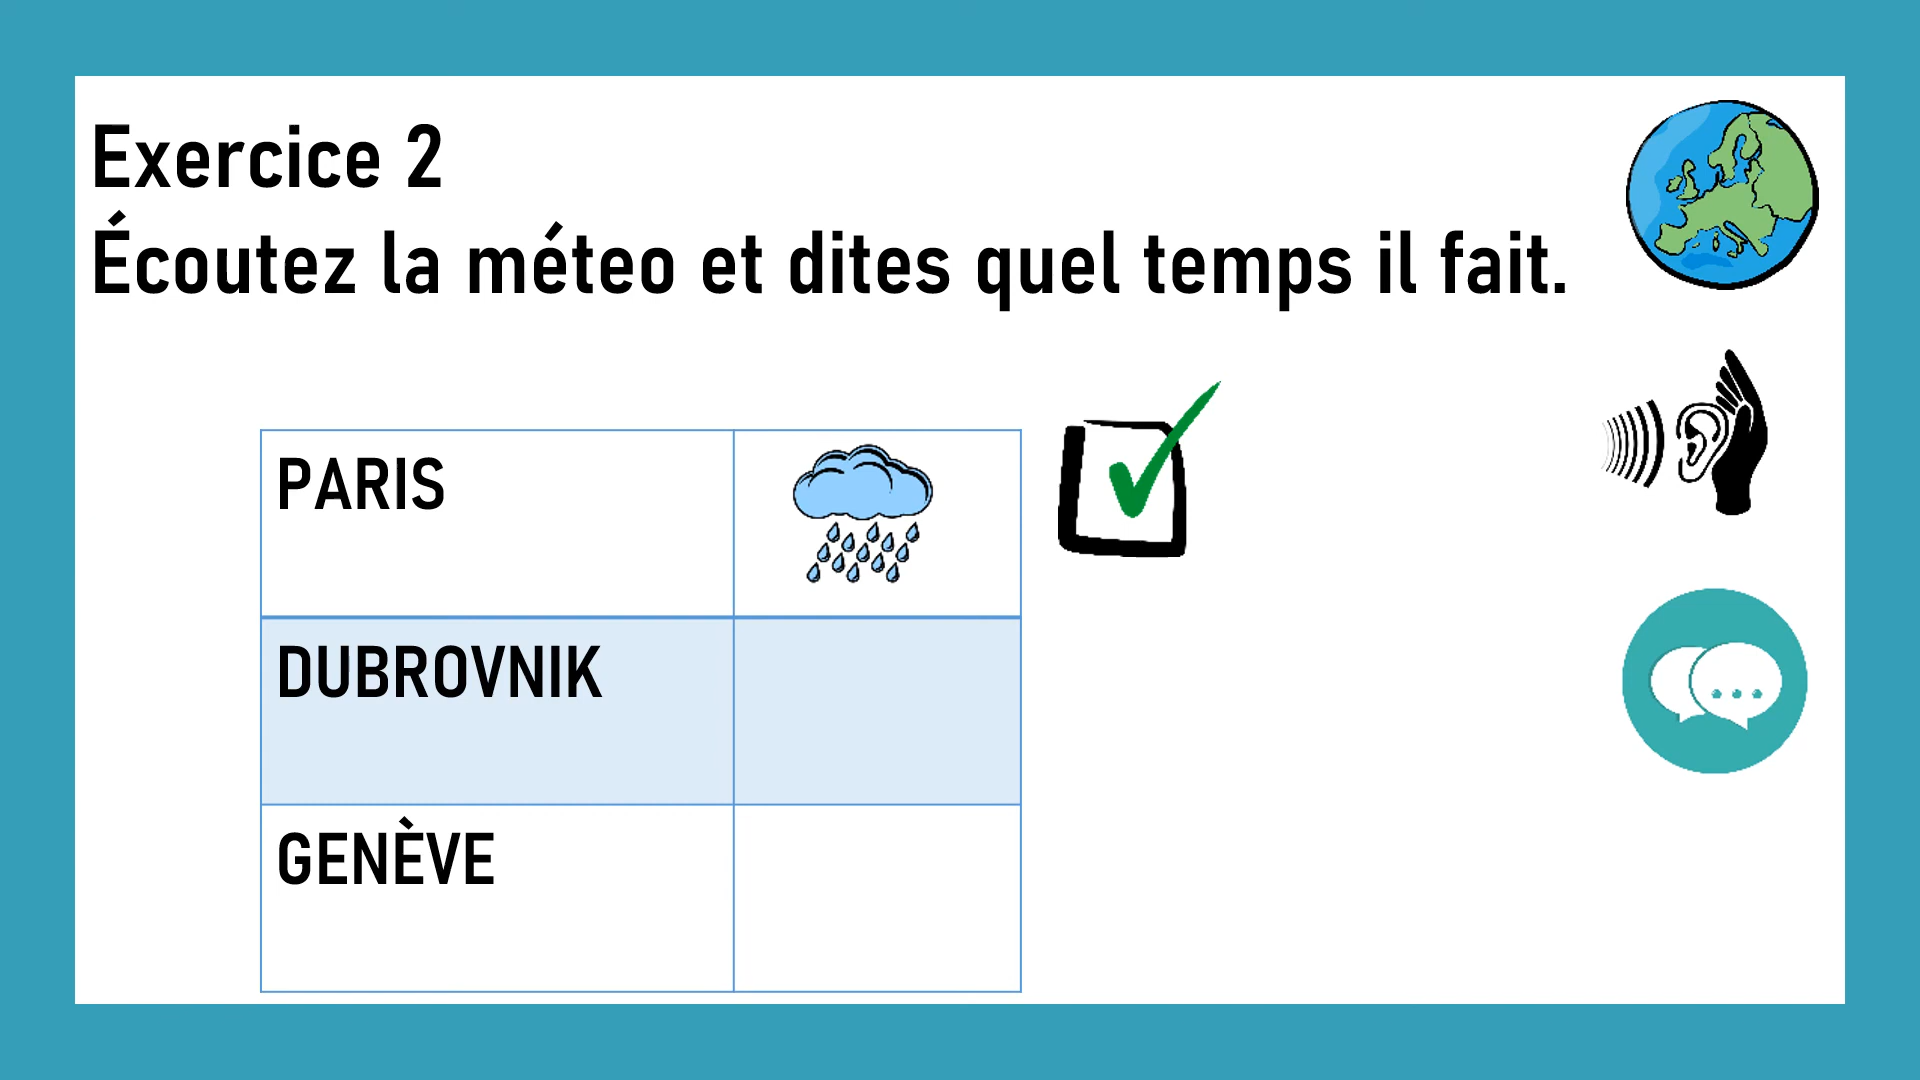 Exercice 2
Écoutez la méteo et dites quel temps il fait.
PARIS
DUBROVNIK
GENÈVE